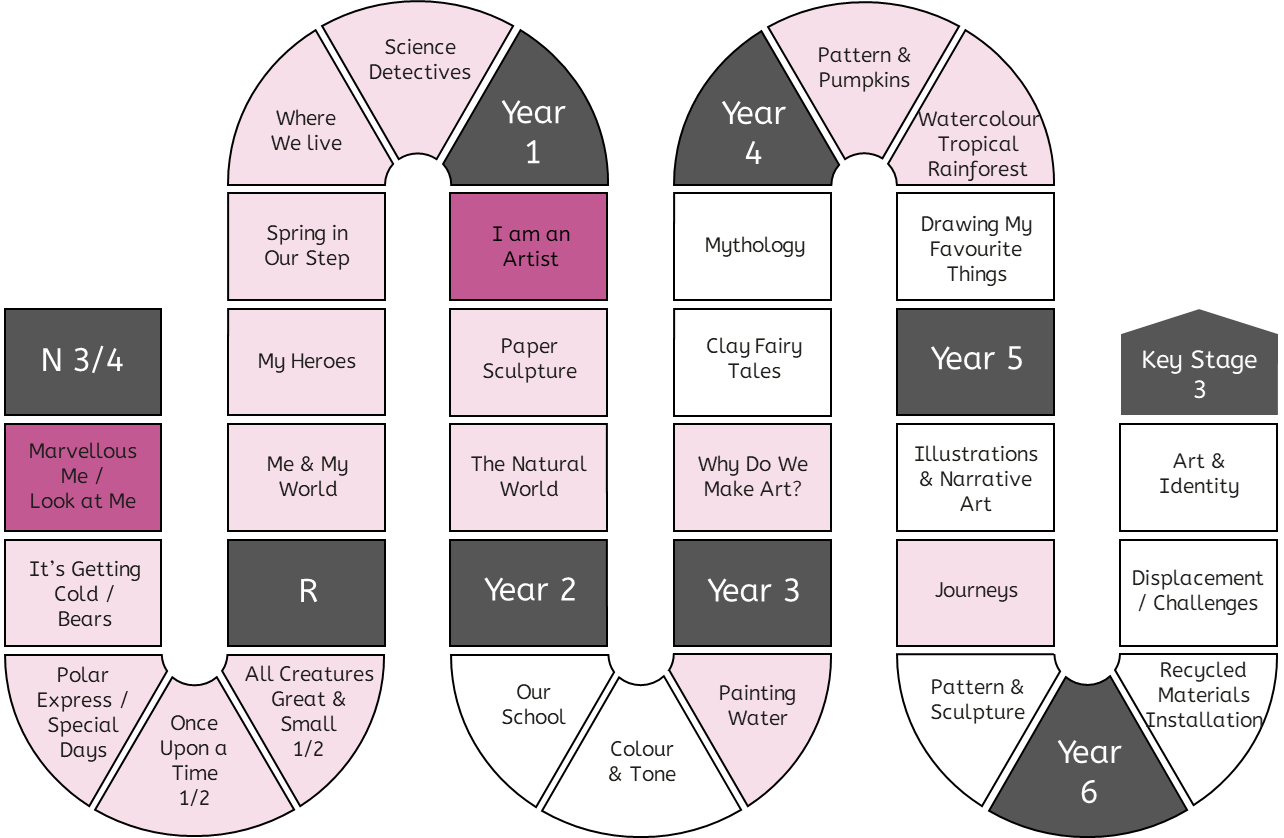 N 3/4
Marvellous
Me /
Look at Me
It's Getting
Cold /
Bears
Polar
Express /
Special
Days
Once
Upon a
Time
1/2
All Creatures
Great &
Small
1/2
R
Me & My
World
My Heroes
Spring in
Our Step
Where
We live
Science
Detectives
Year
1
I am an
Artist
Paper
Sculpture
The Natural
World
Year 2
Our
School
Colour
& Tone
Painting
Water
Year 3
Why Do We
Make Art?
Clay Fairy
Tales
Mythology
Year
4
Pattern &
Pumpkins
Watercolour
Tropical
Rainforest
Drawing My
Favourite
Things
Year 5
Illustrations
& Narrative
Art
Journeys
Pattern &
Sculpture
Year
6
Recycled
Materials
Installation
Displacement
/ Challenges
Art &
Identity
Key Stage
3